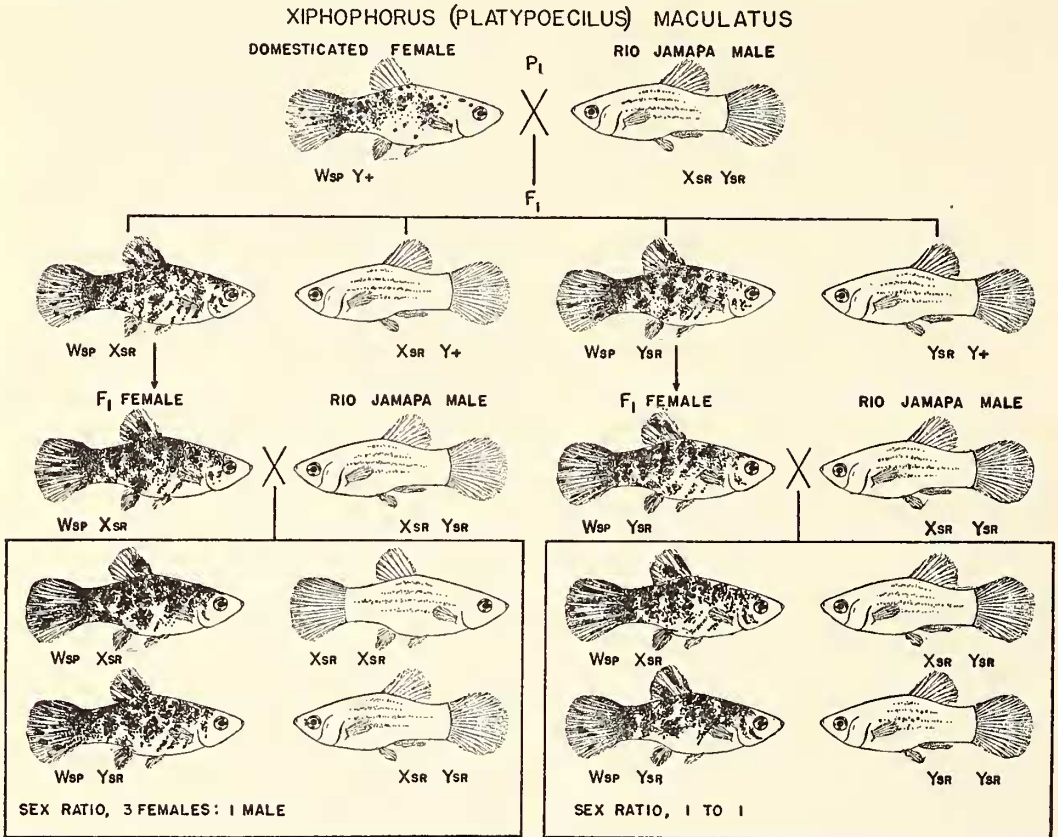 XIPHOPHORUS (PLATYPOECILUS) MACULATUS
DOMESTICATED FEMALE
P1
RIO JAMAPA MALE
WSP Y+
XSR YSR
F1
WSP XSR
XSR Y+
WSP YSR
YSR Y+
F1 FEMALE
RIO JAMAPA MALE
F1 FEMALE
RIO JAMAPA MALE
WSP XSR
XSR YSR
WSP YSR
XSR YSR
WSP XSR
XSR XSR
WSP YSR
XSR YSR
SEX RATIO, 3 FEMALES: 1 MALE
WSP XSR
XSR YSR
WSP YSR
YSR YSR
SEX RATIO, 1 TO 1